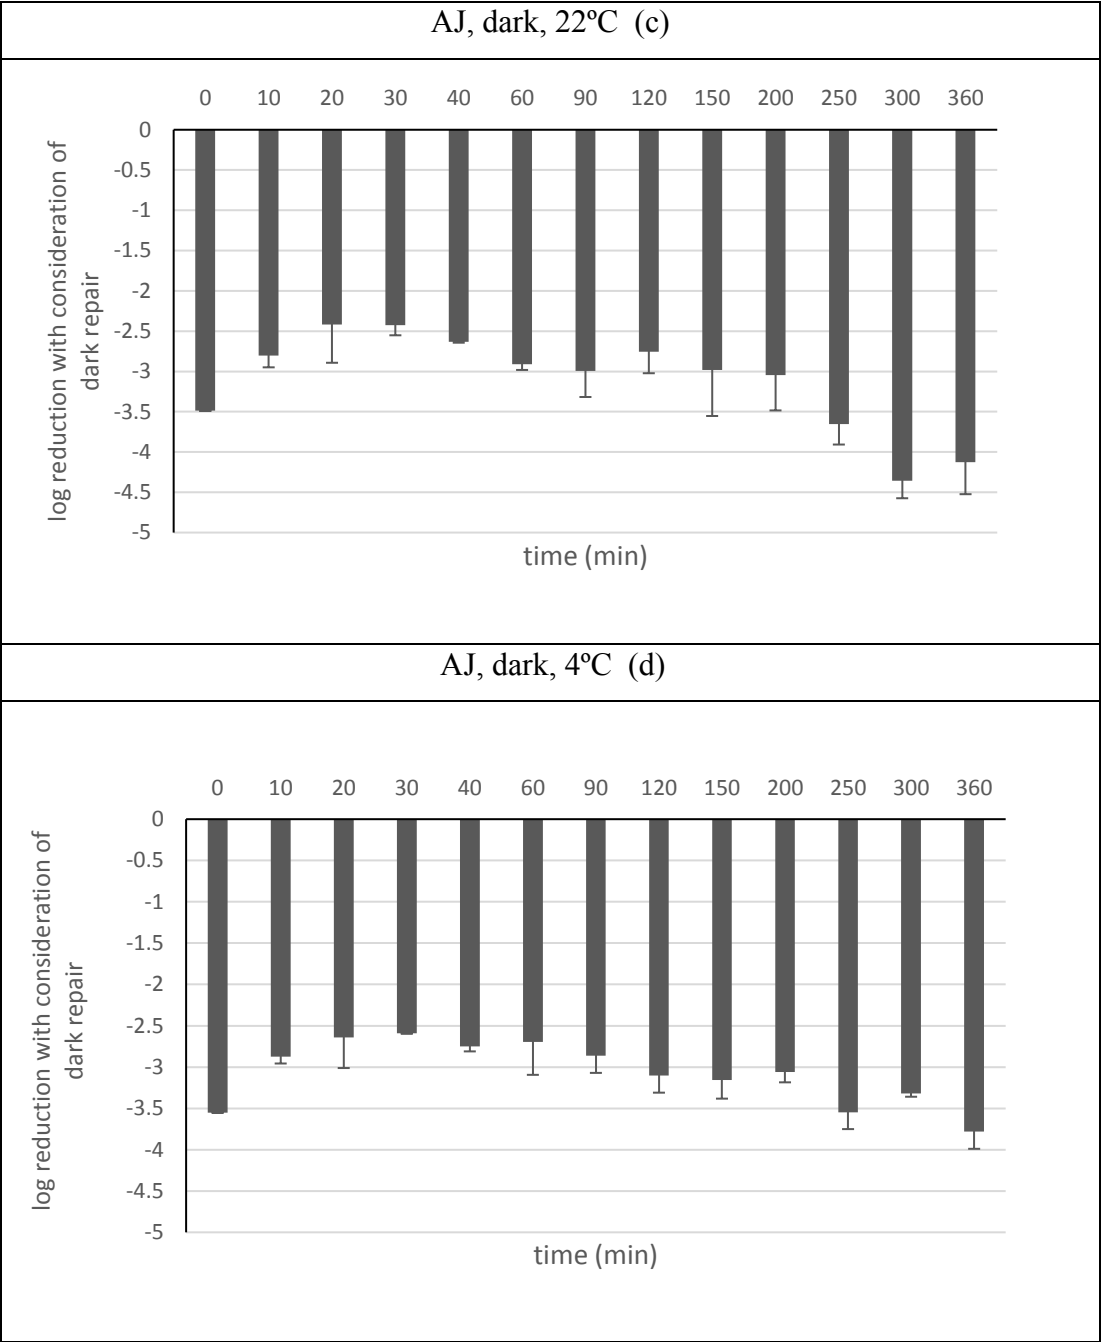 AJ, dark, 22ºC (c)
0 10 20 30 40 60 90 120 150 200 250 300 360
log reduction with consideration of
dark repair
0
-0.5
-1
-1.5
-2
-2.5
-3
-3.5
-4
-4.5
-5
time (min)
AJ, dark, 4ºC (d)
0 10 20 30 40 60 90 120 150 200 250 300 360
log reduction with consideration of
dark repair
0
-0.5
-1
-1.5
-2
-2.5
-3
-3.5
-4
-4.5
-5
time (min)